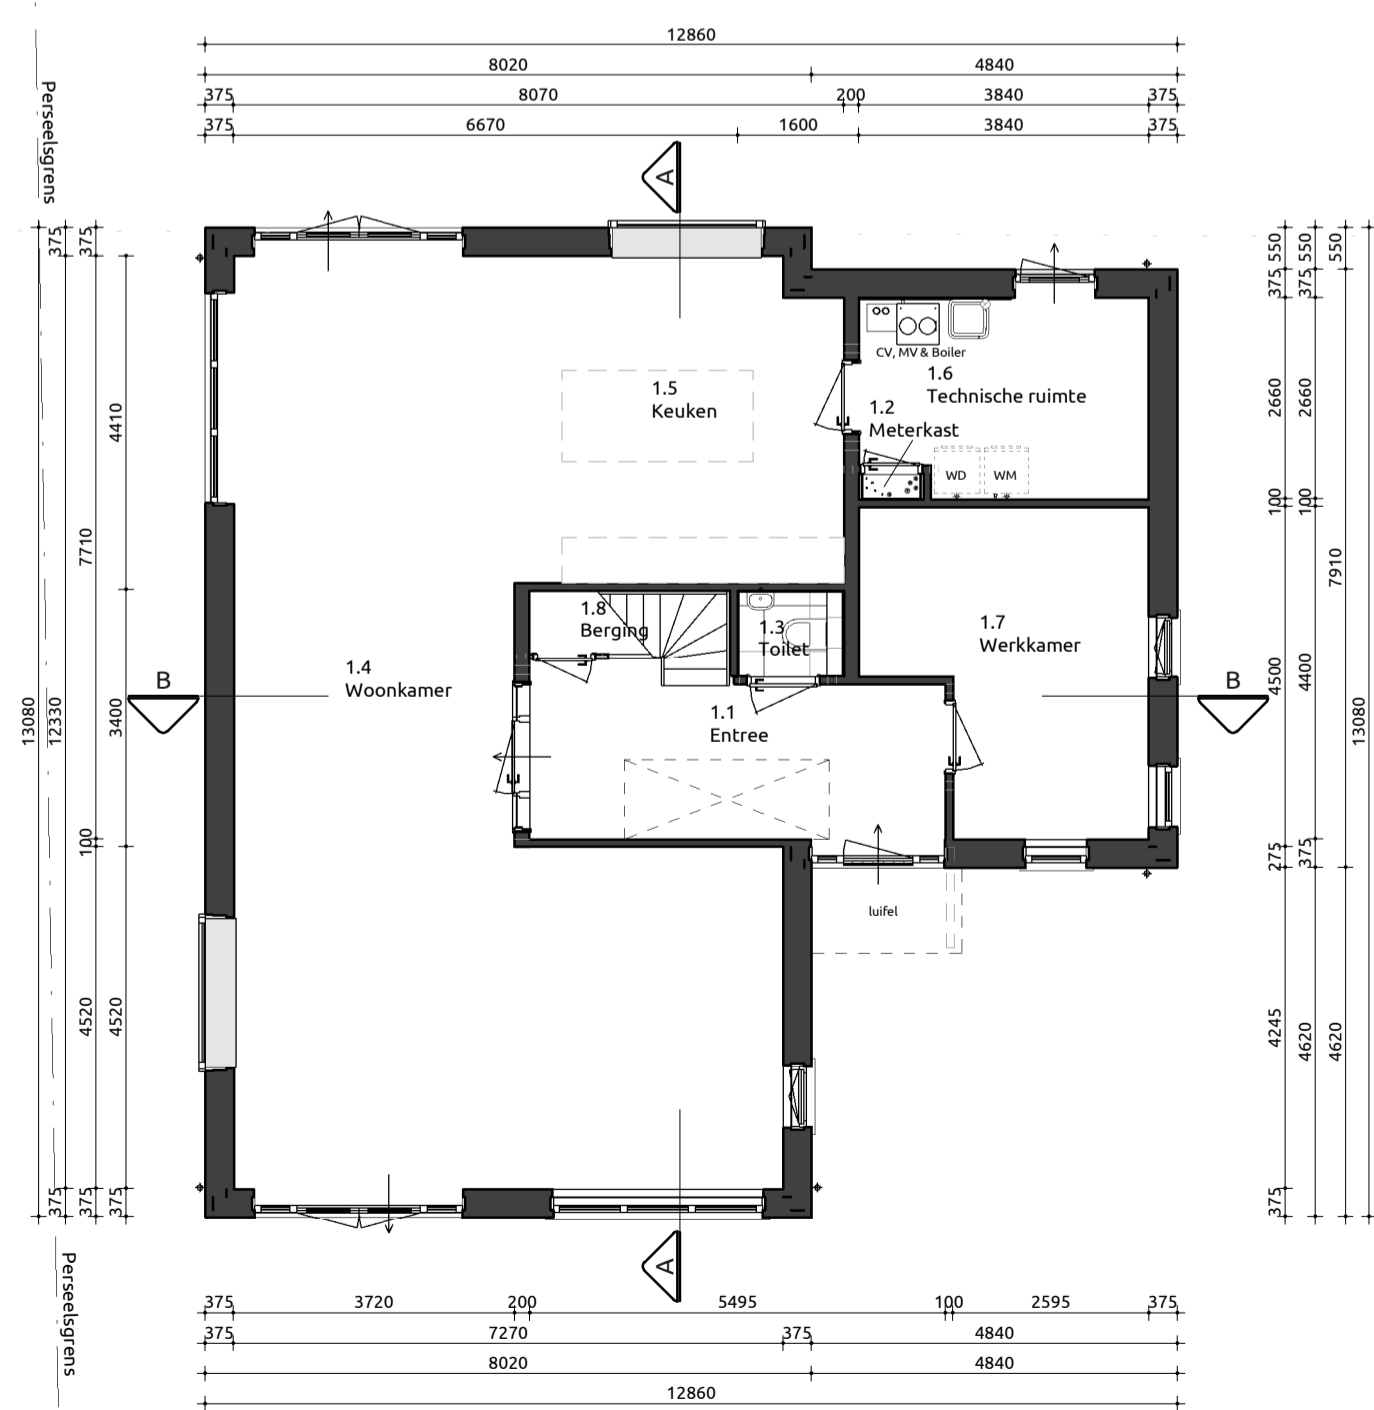 12860
8020 4840
375 8070 200 3840 375
375 6670 1600 3840 375
Perseelsgrens
A
375 375 4410 7710 3400 13080 12330 100 4520 4520 375 375 375
550 550 550 375 375 2660 2660 100 100 7910 4500 4400 13080 275 375 4245 4620 4620 375
CV, MV & Boiler
1.6
Technische ruimte
1.5
Keuken
1.2
Meterkast
WD WM
1.8
Berging
1.3
Toilet
1.7
Werkkamer
1.4
Woonkamer
B
B
1.1
Entree
luifel
A
Perseelsgrens
375 3720 200 5495 100 2595 375
375 7270 375 4840
8020 4840
12860